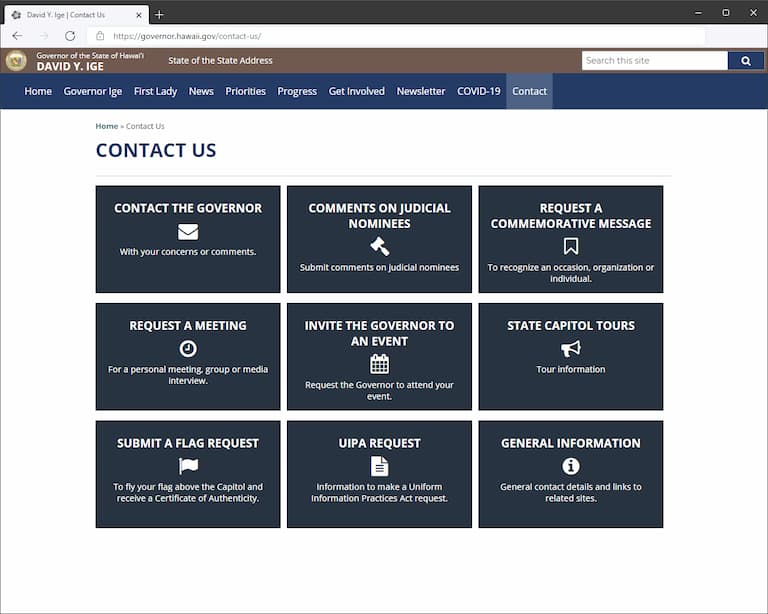 David Y. Ige | Contact Us
https://governor.hawaii.gov/contact-us/
Governor of the State of Hawaiʻi
DAVID Y. IGE
State of the State Address
Search this site
Home Governor Ige First Lady News Priorities Progress Get Involved Newsletter COVID-19 Contact
Home » Contact Us
CONTACT US
CONTACT THE GOVERNOR
With your concerns or comments.
COMMENTS ON JUDICIAL
NOMINEES
Submit comments on judicial nominees
REQUEST A
COMMEMORATIVE MESSAGE
To recognize an occasion, organization or
individual.
REQUEST A MEETING
For a personal meeting, group or media
interview.
INVITE THE GOVERNOR TO
AN EVENT
Request the Governor to attend your
event.
STATE CAPITOL TOURS
Tour information
SUBMIT A FLAG REQUEST
To fly your flag above the Capitol and
receive a Certificate of Authenticity.
UIPA REQUEST
Information to make a Uniform
Information Practices Act request.
GENERAL INFORMATION
General contact details and links to
related sites.